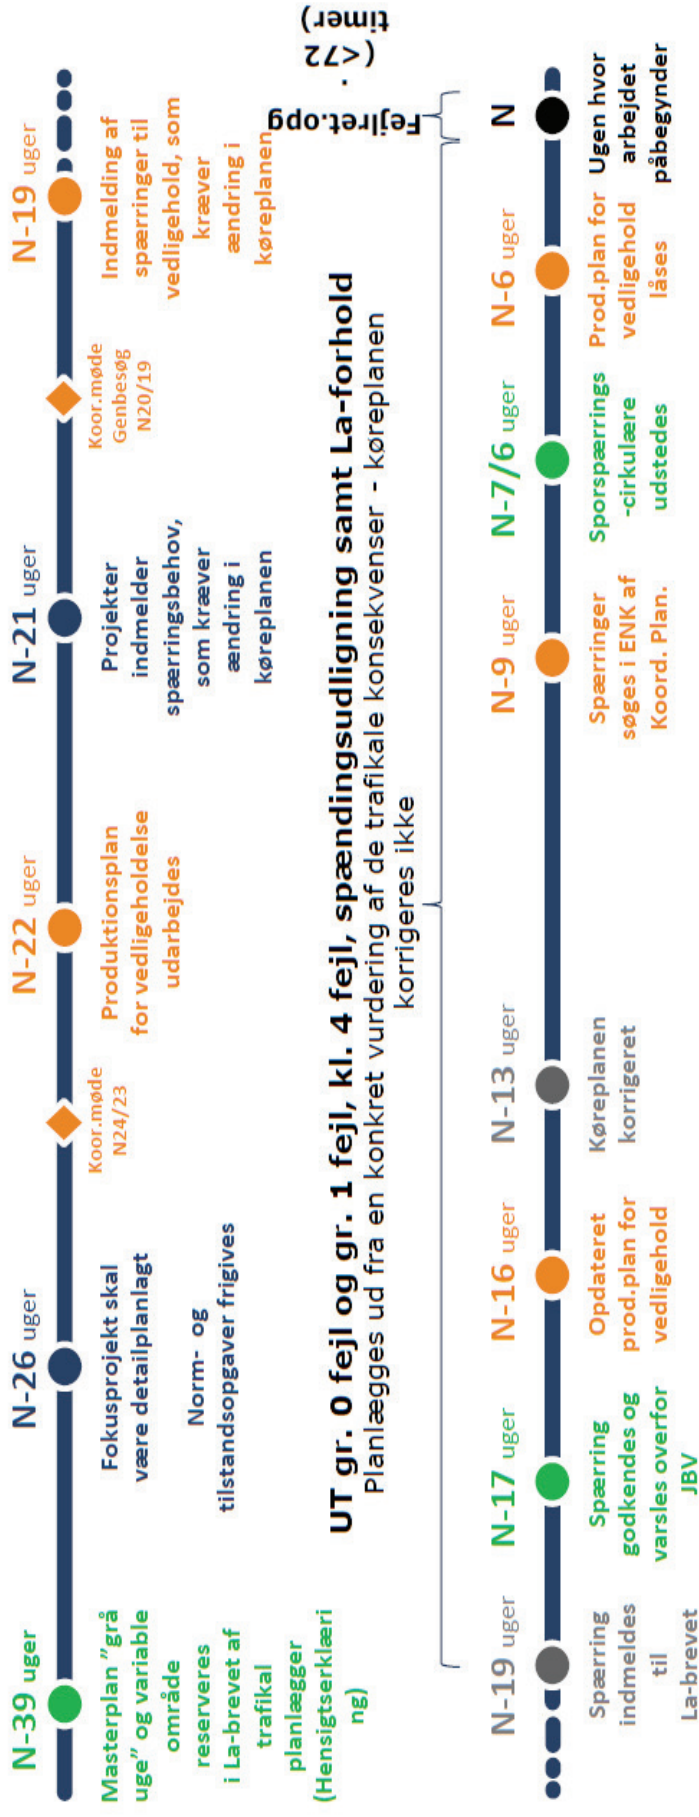 N-39 uger
Masterplan ”grå
uge” og variable
område
reserveres
i La-brevet af
trafikal
planlægger
(Hensigtserklæri
ng)
N-26 uger
Fokusprojekt skal
være detailplanlagt
Norm- og
tilstandsopgaver frigives
Koor.møde
N24/23
N-22 uger
Produktionsplan
for vedligeholdelse
udarbejdes
N-21 uger
Projekter
indmelder
spærringsbehov,
som kræver
ændring i
køreplanen
Koor.møde
Genbesøg
N20/19
N-19 uger
Indmelding af
spærringer til
vedligehold, som
kræver
ændring i
køreplanen
UT gr. 0 fejl og gr. 1 fejl, kl. 4 fejl, spændingsudligning samt La-forhold
Planlægges ud fra en konkret vurdering af de trafikale konsekvenser - køreplanen
korrigeres ikke
Fejlret.opg
.
(<72
timer)
N-19 uger
Spærring
indmeldes
til
La-brevet
N-17 uger
Spærring
godkendes og
varsles overfor
JBV
N-16 uger
Opdateret
prod.plan for
vedligehold
N-13 uger
Køreplanen
korrigeret
N-9 uger
Spærringer
søges i ENK af
Koord. Plan.
N-7/6 uger
Sporspærrings
-cirkulære
udstedes
N-6 uger
Prod.plan for
vedligehold
låses
N
Ugen hvor
arbejdet
påbegynder